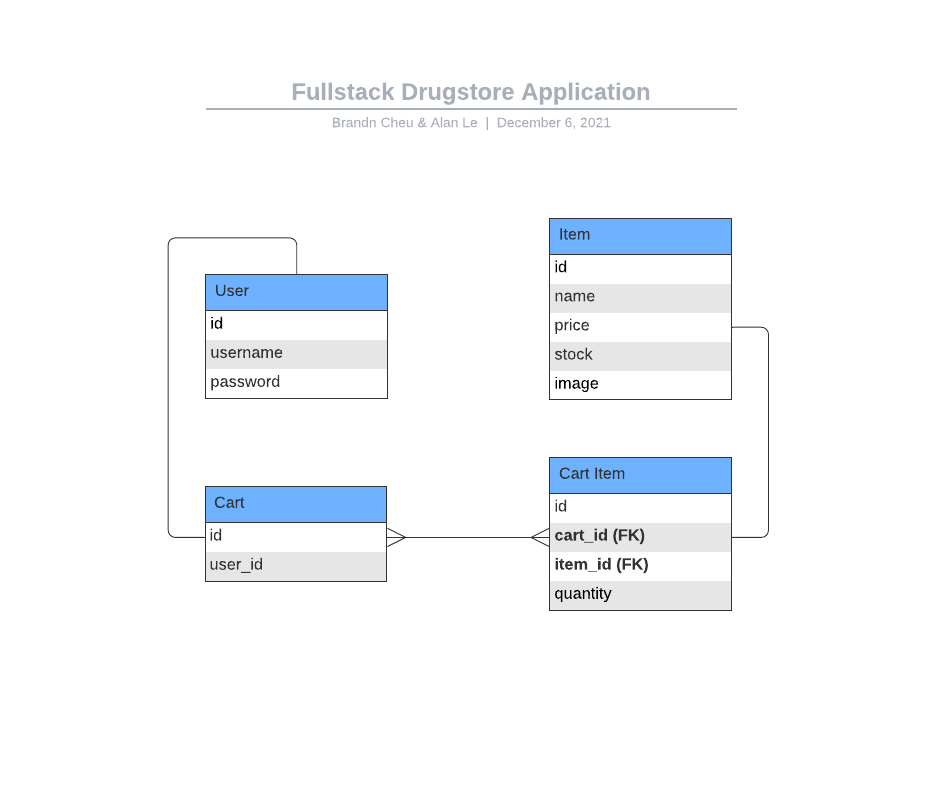 Fullstack Drugstore Application
Brandn Cheu & Alan Le | December 6, 2021
User
id
username
password
Item
id
name
price
stock
image
Cart
id
user_id
Cart Item
id
cart_id (FK)
item_id (FK)
quantity